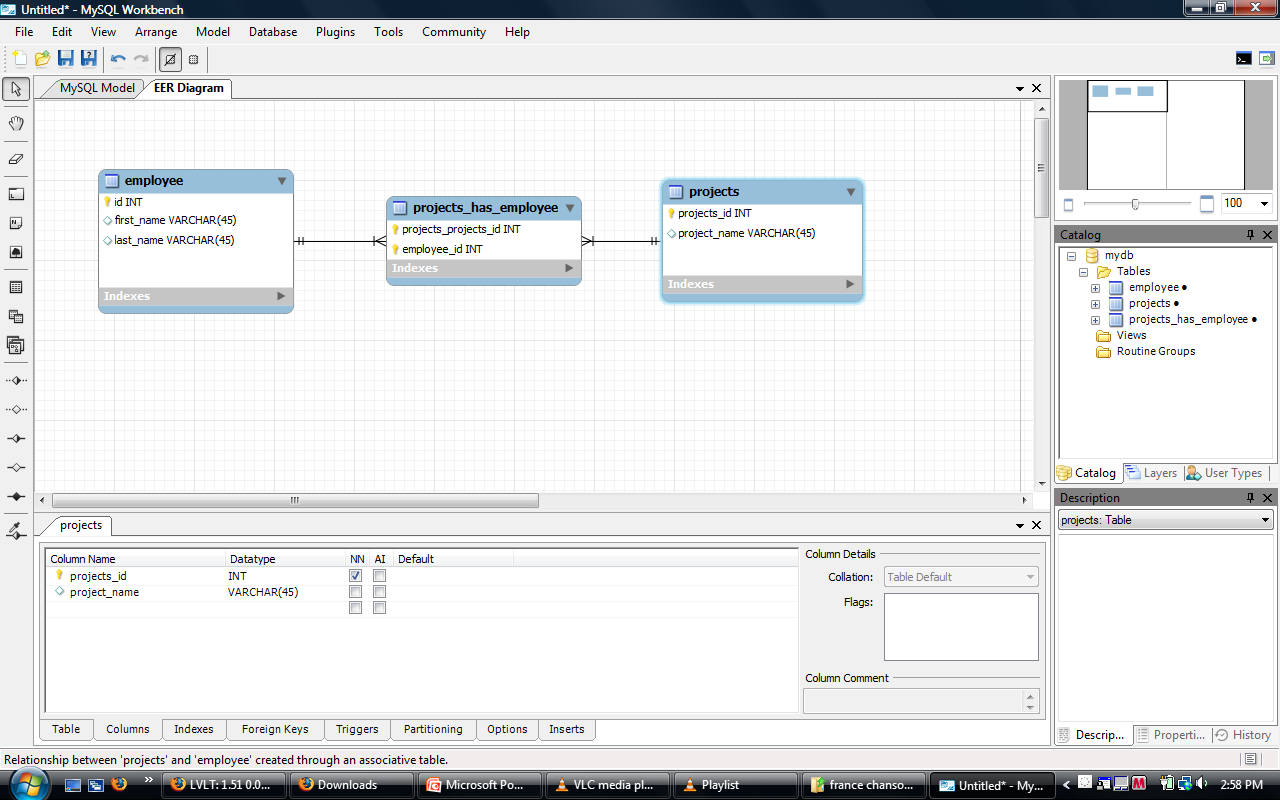 Untitled* - MySQL Workbench
File Edit View Arrange Model Database Plugins Tools Community Help
MySQL Model EER Diagram
employee
id INT
first_name VARCHAR(45)
last_name VARCHAR(45)
Indexes
projects_has_employee
projects_projects_id INT
employee_id INT
Indexes
projects
projects_id INT
project_name VARCHAR(45)
Indexes
100
Catalog
mydb
Tables
employee •
projects •
projects_has_employee •
Views
Routine Groups
Catalog Layers User Types
Description
projects: Table
Descrip... Properti... History
projects
Column Name Datatype NN AI Default
projects_id INT
project_name VARCHAR(45)
Column Details
Collation: Table Default
Flags:
Column Comment
Table Columns Indexes Foreign Keys Triggers Partitioning Options Inserts
Relationship between 'projects' and 'employee' created through an associative table.
LVLT: 1.51 0.0... Downloads Microsoft Po... VLC media pl... Playlist france chanso... Untitled* - My... 2:58 PM